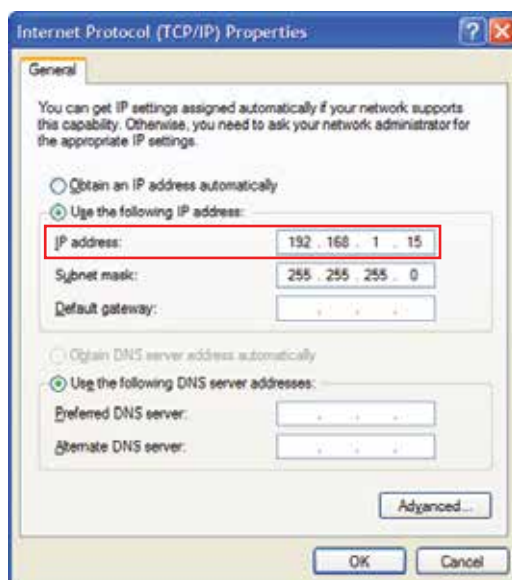 Internet Protocol (TCP/IP) Properties
General
You can get IP settings assigned automatically if your network supports
this capability. Otherwise, you need to ask your network administrator for
the appropriate IP settings.
Obtain an IP address automatically
Use the following IP address:
IP address: 192 . 168 . 1 . 15
Subnet mask: 255 . 255 . 255 . 0
Default gateway: . . .
Obtain DNS server address automatically
Use the following DNS server addresses:
Preferred DNS server: . . .
Alternate DNS server: . . .
Advanced...
OK Cancel